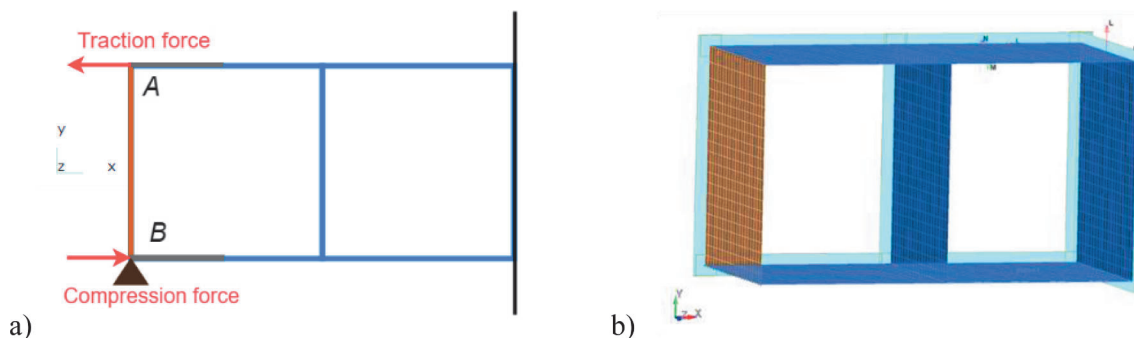 Traction force
A
y
z x
B
Compression force
a)
N L
M
L
Y
Z X
b)